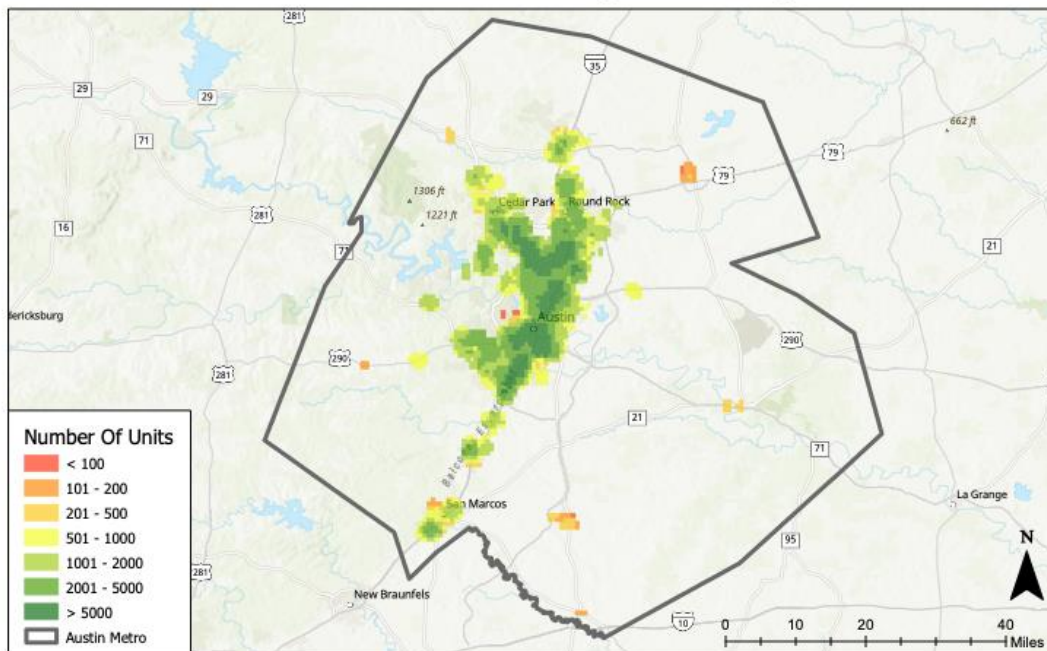 281
35
29
29
662 ft
71
79
79
1306 ft
Cedar Park
Round Rock
281
1221 ft
16
71
21
dericksburg
Austin
290
290
281
21
71
Number Of Units
< 100
101 - 200
201 - 500
501 - 1000
1001 - 2000
2001 - 5000
> 5000
Austin Metro
San Marcos
La Grange
95
281
New Braunfels
10
N
0 10 20 40
Miles